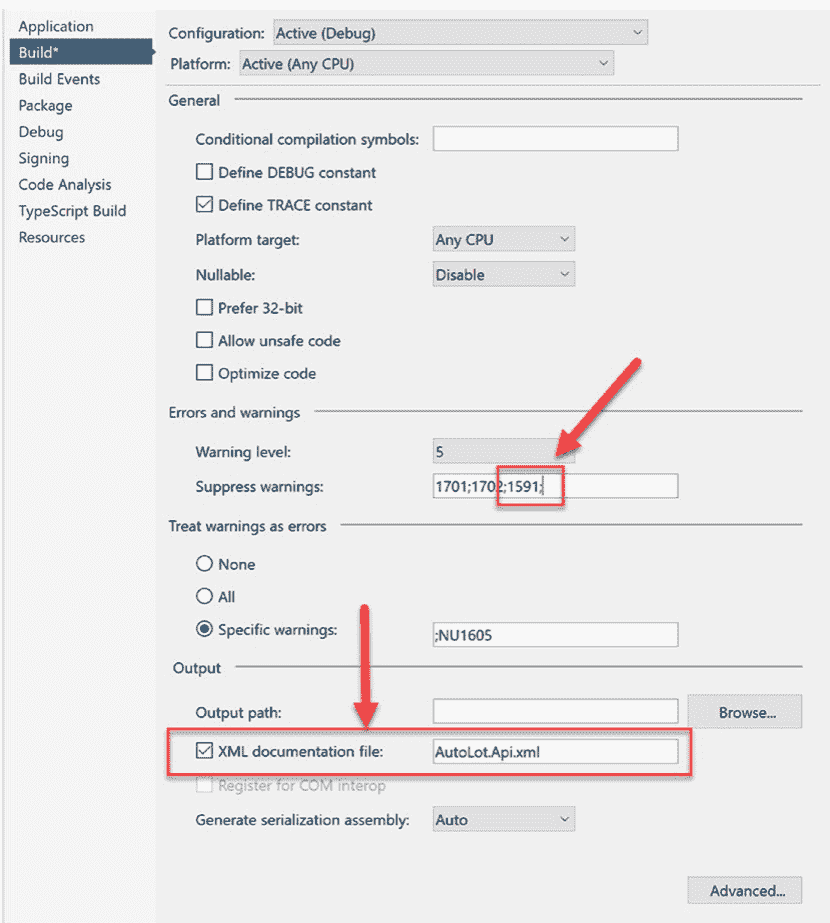 Application
Build*
Build Events
Package
Debug
Signing
Code Analysis
TypeScript Build
Resources
Configuration: Active (Debug)
Platform: Active (Any CPU)
General
Conditional compilation symbols:
Define DEBUG constant
Define TRACE constant
Platform target: Any CPU
Nullable: Disable
Prefer 32-bit
Allow unsafe code
Optimize code
Errors and warnings
Warning level: 5
Suppress warnings: 1701;1702;1591;
Treat warnings as errors
None
All
Specific warnings: ;NU1605
Output
Output path: Browse...
XML documentation file: AutoLot.Api.xml
Register for COM interop
Generate serialization assembly: Auto
Advanced...